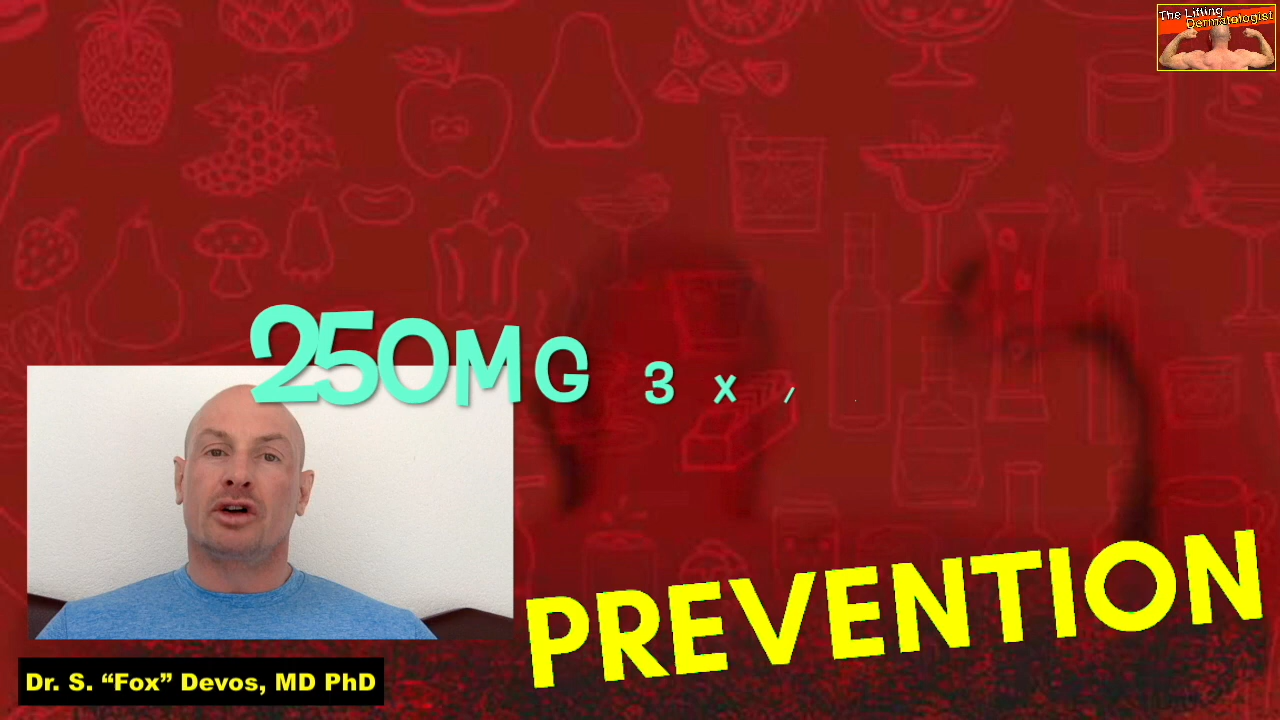 The Lifting
Dermatologist
250MG 3 X /
PREVENTION
Dr. S. “Fox” Devos, MD PhD